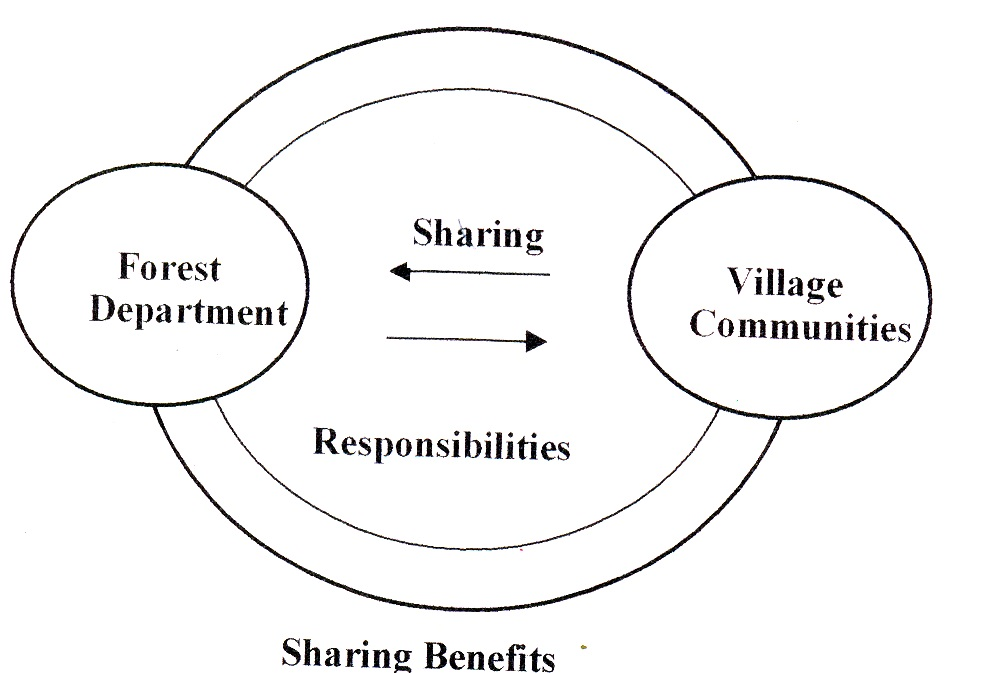 Sharing
Forest
Department
Village
Communities
Responsibilities
Sharing Benefits